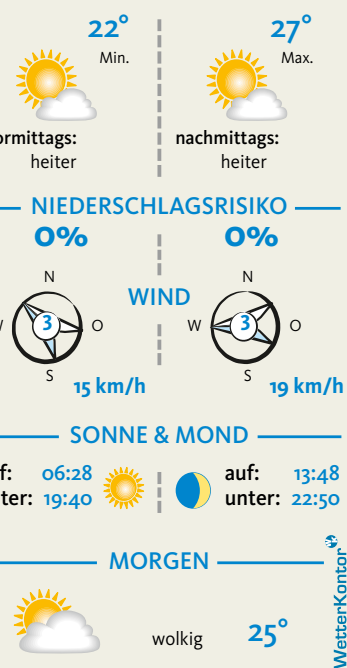 22° 27°
Min. Max.
ormittags: nachmittags:
heiter heiter
NIEDERSCHLAGSRISIKO
0% 0%
N N
WIND
3 O W 3 O
S S
15 km/h 19 km/h
SONNE & MOND
f: 06:28 auf: 13:48
ter: 19:40 unter: 22:50
MORGEN
wolkig 25°
WetterKontor